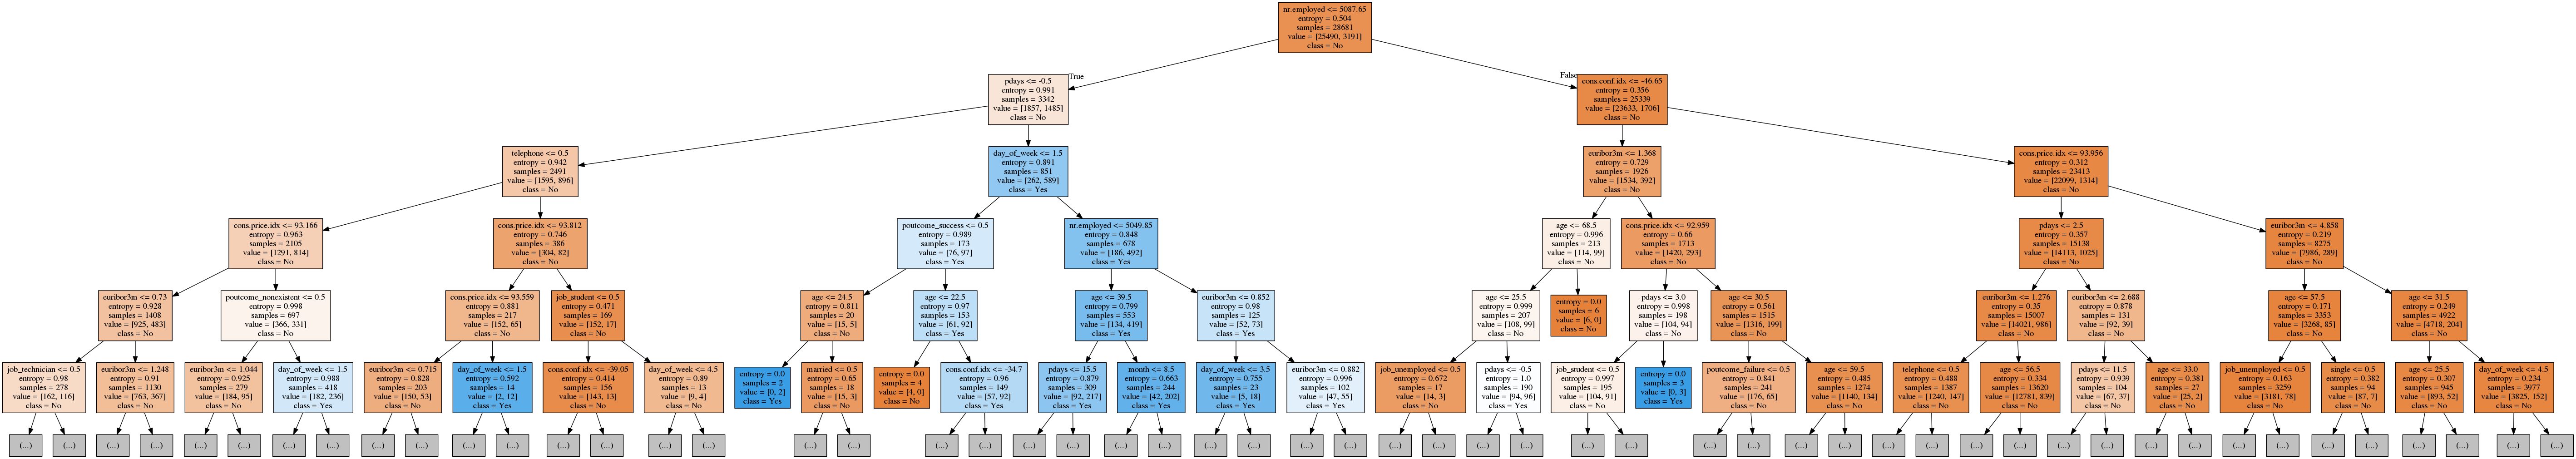 nr.employed <= 5087.65
entropy = 0.504
samples = 28681
value = [25490, 3191]
class = No
True
False
pdays <= -0.5
entropy = 0.991
samples = 3342
value = [1857, 1485]
class = No
cons.conf.idx <= -46.65
entropy = 0.356
samples = 25339
value = [23633, 1706]
class = No
telephone <= 0.5
entropy = 0.942
samples = 2491
value = [1595, 896]
class = No
day_of_week <= 1.5
entropy = 0.891
samples = 851
value = [262, 589]
class = Yes
euribor3m <= 1.368
entropy = 0.729
samples = 1926
value = [1534, 392]
class = No
cons.price.idx <= 93.956
entropy = 0.312
samples = 23413
value = [22099, 1314]
class = No
cons.price.idx <= 93.166
entropy = 0.963
samples = 2105
value = [1291, 814]
class = No
cons.price.idx <= 93.812
entropy = 0.746
samples = 386
value = [304, 82]
class = No
poutcome_success <= 0.5
entropy = 0.989
samples = 173
value = [76, 97]
class = Yes
nr.employed <= 5049.85
entropy = 0.848
samples = 678
value = [186, 492]
class = Yes
age <= 68.5
entropy = 0.996
samples = 213
value = [114, 99]
class = No
cons.price.idx <= 92.959
entropy = 0.66
samples = 1713
value = [1420, 293]
class = No
pdays <= 2.5
entropy = 0.357
samples = 15138
value = [14113, 1025]
class = No
euribor3m <= 4.858
entropy = 0.219
samples = 8275
value = [7986, 289]
class = No
euribor3m <= 0.73
entropy = 0.928
samples = 1408
value = [925, 483]
class = No
poutcome_nonexistent <= 0.5
entropy = 0.998
samples = 697
value = [366, 331]
class = No
cons.price.idx <= 93.559
entropy = 0.881
samples = 217
value = [152, 65]
class = No
job_student <= 0.5
entropy = 0.471
samples = 169
value = [152, 17]
class = No
age <= 24.5
entropy = 0.811
samples = 20
value = [15, 5]
class = No
age <= 22.5
entropy = 0.97
samples = 153
value = [61, 92]
class = Yes
age <= 39.5
entropy = 0.799
samples = 553
value = [134, 419]
class = Yes
euribor3m <= 0.852
entropy = 0.98
samples = 125
value = [52, 73]
class = Yes
age <= 25.5
entropy = 0.999
samples = 207
value = [108, 99]
class = No
entropy = 0.0
samples = 6
value = [6, 0]
class = No
pdays <= 3.0
entropy = 0.998
samples = 198
value = [104, 94]
class = No
age <= 30.5
entropy = 0.561
samples = 1515
value = [1316, 199]
class = No
euribor3m <= 1.276
entropy = 0.35
samples = 15007
value = [14021, 986]
class = No
euribor3m <= 2.688
entropy = 0.878
samples = 131
value = [92, 39]
class = No
age <= 57.5
entropy = 0.171
samples = 3353
value = [3268, 85]
class = No
age <= 31.5
entropy = 0.249
samples = 4922
value = [4718, 204]
class = No
job_technician <= 0.5
entropy = 0.98
samples = 278
value = [162, 116]
class = No
euribor3m <= 1.248
entropy = 0.91
samples = 1130
value = [763, 367]
class = No
euribor3m <= 1.044
entropy = 0.925
samples = 279
value = [184, 95]
class = No
day_of_week <= 1.5
entropy = 0.988
samples = 418
value = [182, 236]
class = Yes
euribor3m <= 0.715
entropy = 0.828
samples = 203
value = [150, 53]
class = No
day_of_week <= 1.5
entropy = 0.592
samples = 14
value = [2, 12]
class = Yes
cons.conf.idx <= -39.05
entropy = 0.414
samples = 156
value = [143, 13]
class = No
day_of_week <= 4.5
entropy = 0.89
samples = 13
value = [9, 4]
class = No
entropy = 0.0
samples = 2
value = [0, 2]
class = Yes
married <= 0.5
entropy = 0.65
samples = 18
value = [15, 3]
class = No
entropy = 0.0
samples = 4
value = [4, 0]
class = No
cons.conf.idx <= -34.7
entropy = 0.96
samples = 149
value = [57, 92]
class = Yes
pdays <= 15.5
entropy = 0.879
samples = 309
value = [92, 217]
class = Yes
month <= 8.5
entropy = 0.663
samples = 244
value = [42, 202]
class = Yes
day_of_week <= 3.5
entropy = 0.755
samples = 23
value = [5, 18]
class = Yes
euribor3m <= 0.882
entropy = 0.996
samples = 102
value = [47, 55]
class = Yes
job_unemployed <= 0.5
entropy = 0.672
samples = 17
value = [14, 3]
class = No
pdays <= -0.5
entropy = 1.0
samples = 190
value = [94, 96]
class = Yes
job_student <= 0.5
entropy = 0.997
samples = 195
value = [104, 91]
class = No
entropy = 0.0
samples = 3
value = [0, 3]
class = Yes
poutcome_failure <= 0.5
entropy = 0.841
samples = 241
value = [176, 65]
class = No
age <= 59.5
entropy = 0.485
samples = 1274
value = [1140, 134]
class = No
telephone <= 0.5
entropy = 0.488
samples = 1387
value = [1240, 147]
class = No
age <= 56.5
entropy = 0.334
samples = 13620
value = [12781, 839]
class = No
pdays <= 11.5
entropy = 0.939
samples = 104
value = [67, 37]
class = No
age <= 33.0
entropy = 0.381
samples = 27
value = [25, 2]
class = No
job_unemployed <= 0.5
entropy = 0.163
samples = 3259
value = [3181, 78]
class = No
single <= 0.5
entropy = 0.382
samples = 94
value = [87, 7]
class = No
age <= 25.5
entropy = 0.307
samples = 945
value = [893, 52]
class = No
day_of_week <= 4.5
entropy = 0.234
samples = 3977
value = [3825, 152]
class = No
(...) (...) (...) (...) (...) (...) (...) (...) (...) (...) (...) (...) (...) (...) (...) (...) (...) (...) (...) (...) (...) (...) (...) (...) (...) (...) (...) (...) (...) (...) (...) (...) (...) (...) (...) (...) (...) (...) (...) (...) (...) (...) (...) (...) (...) (...) (...) (...) (...) (...) (...) (...) (...) (...) (...) (...)